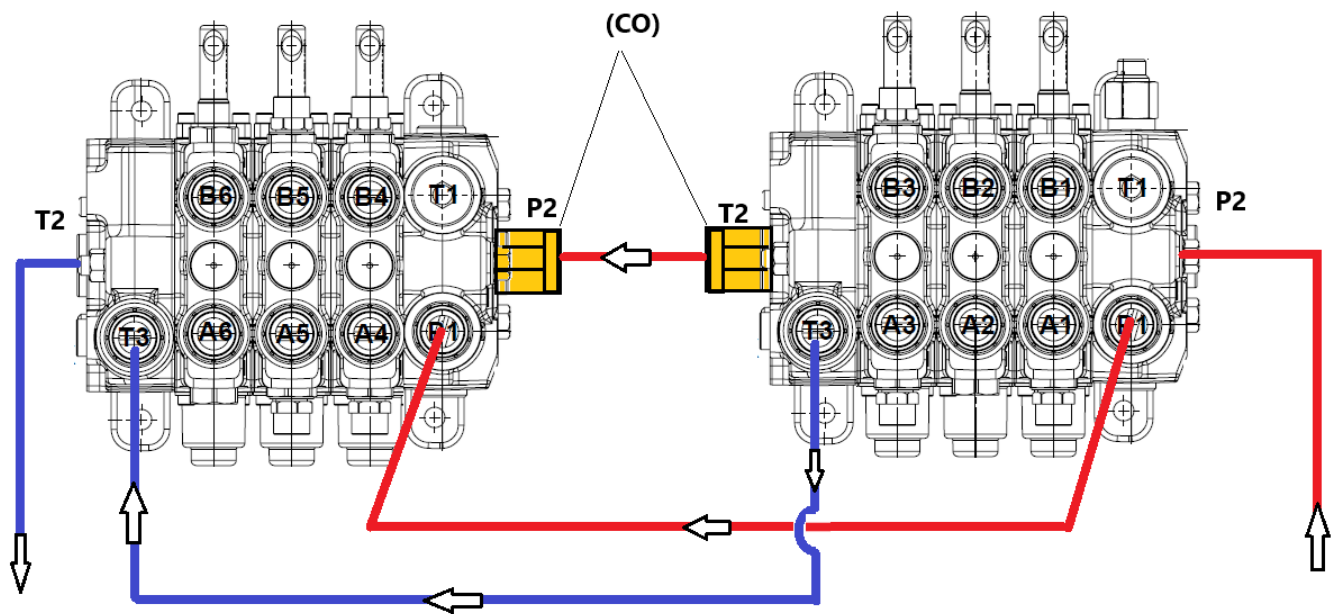 (CO)
B6 B5 B4 T1
B3 B2 B1 T1
T2
P2
T2
P2
T3 A6 A5 A4 P1
T3 A3 A2 A1 P1